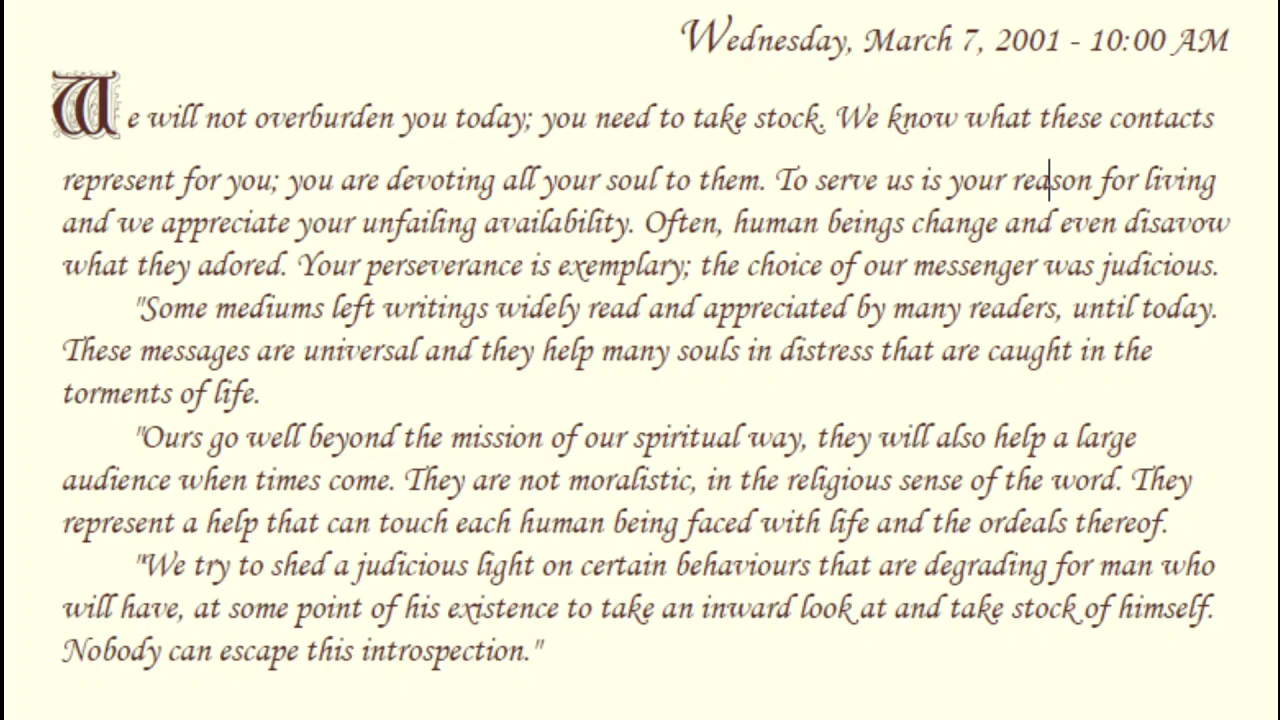 Wednesday, March 7, 2001 - 10:00 AM
We will not overburden you today; you need to take stock. We know what these contacts
represent for you; you are devoting all your soul to them. To serve us is your reason for living
and we appreciate your unfailing availability. Often, human beings change and even disavow
what they adored. Your perseverance is exemplary; the choice of our messenger was judicious.
"Some mediums left writings widely read and appreciated by many readers, until today.
These messages are universal and they help many souls in distress that are caught in the
torments of life.
"Ours go well beyond the mission of our spiritual way, they will also help a large
audience when times come. They are not moralistic, in the religious sense of the word. They
represent a help that can touch each human being faced with life and the ordeals thereof.
"We try to shed a judicious light on certain behaviours that are degrading for man who
will have, at some point of his existence to take an inward look at and take stock of himself.
Nobody can escape this introspection."